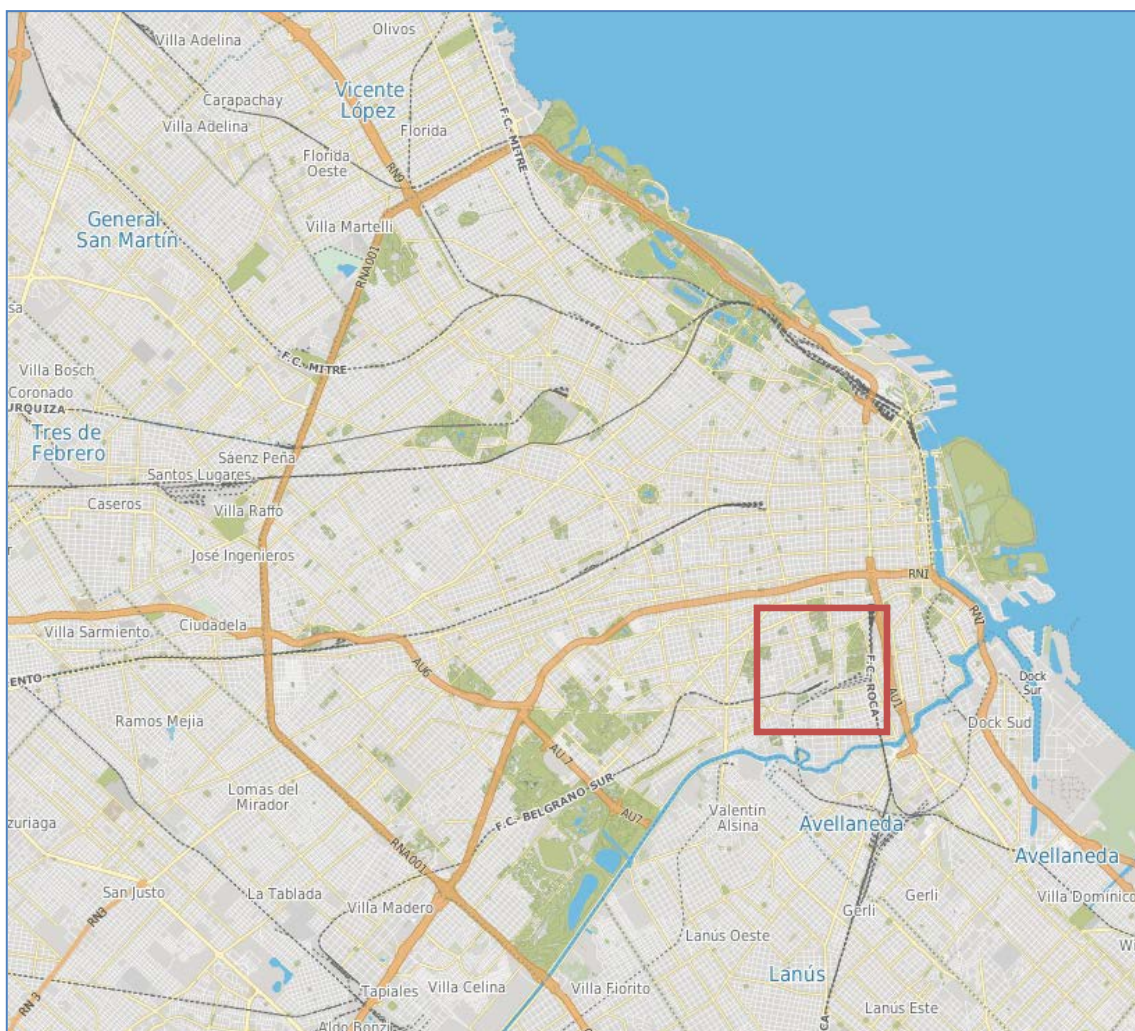 Villa Adelina
Olivos
Carapachay
Vicente
López
Villa Adelina
Florida
F.C. MITRE
Florida
Oeste
RN9
General
San Martín
Villa Martelli
RNA001
sa
F.C. MITRE
Villa Bosch
Coronado
URQUIZA
Tres de
Febrero
Sáenz Peña
Santos Lugares
Caseros
Villa Raffo
José Ingenieros
RN1
Villa Sarmiento
Ciudadela
RN1
ENTO
AU6
F.C. ROCA
AU1
Dock
Sur
Ramos Mejia
Dock Sud
AU7
Lomas del
Mirador
F.C. BELGRANO SUR
AU7
Valentín
Alsina
zuriaga
Avellaneda
RNA001
Avellaneda
San Justo
La Tablada
Villa Madero
Gerli
Gerli
Villa Domínico
RN3
Lanús Oeste
Wi
Lanús
RN 3
Tapiales
Villa Celina
Villa Fiorito
Lanús Este
Aldo Bonzi
CA